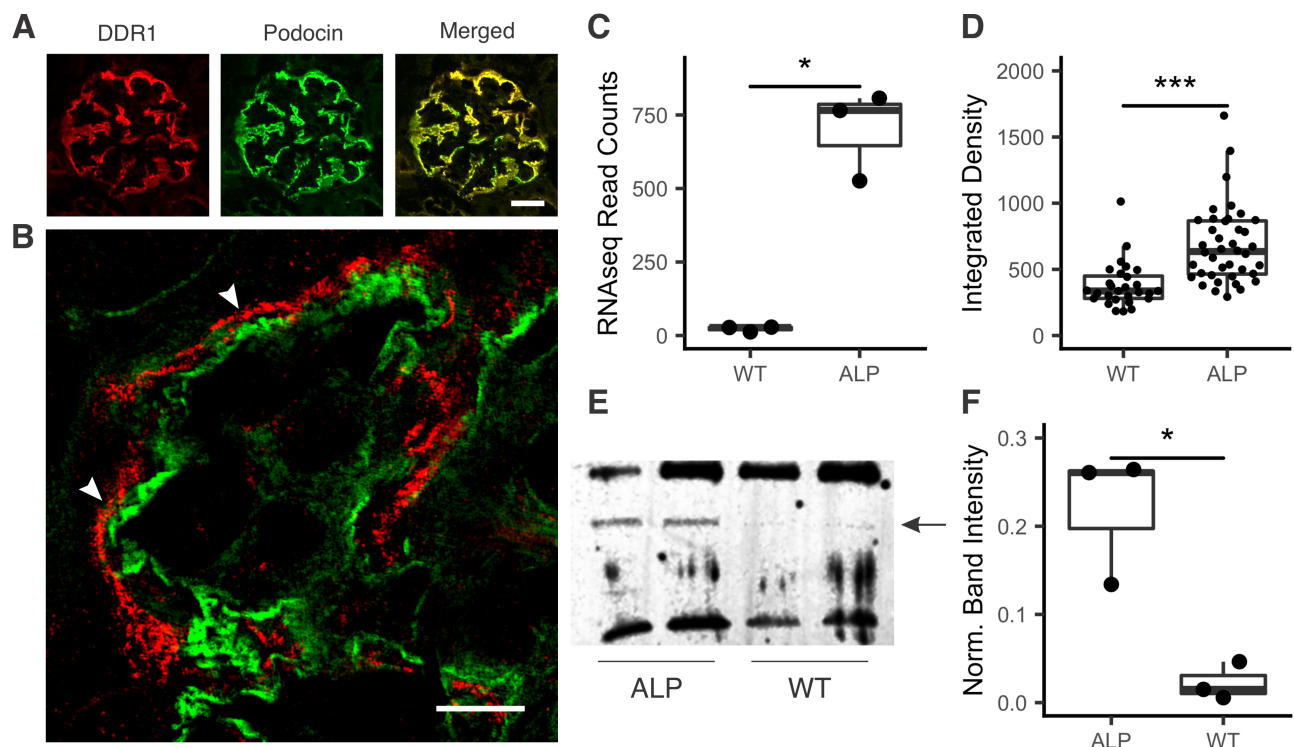 A
DDR1 Podocin Merged
B
C
RNAseq Read Counts
750
500
250
0
*
WT ALP
D
Integrated Density
2000
1500
1000
500
0
***
WT ALP
E
ALP WT
F
Norm. Band Intensity
0.3
0.2
0.1
0.0
*
ALP WT